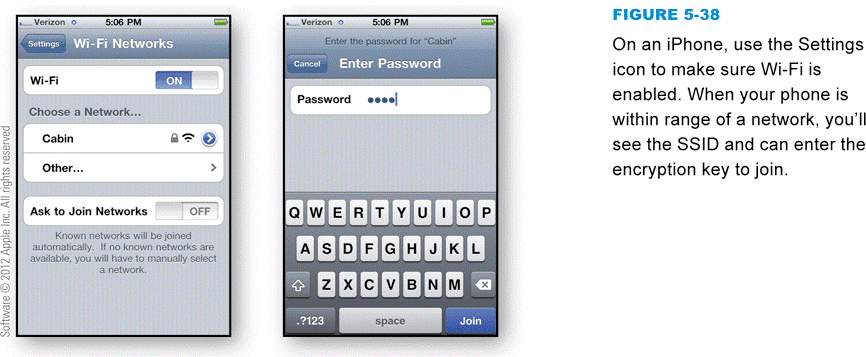 Verizon 5:06 PM
Settings Wi-Fi Networks
Wi-Fi ON
Choose a Network...
Cabin
Other...
Ask to Join Networks OFF
Known networks will be joined
automatically. If no known networks are
available, you will have to manually select
a network.
Software © 2012 Apple Inc. All rights reserved
Verizon 5:06 PM
Enter the password for "Cabin"
Cancel Enter Password
Password ••••
Q W E R T Y U I O P
A S D F G H J K L
Z X C V B N M
.?123 space Join
FIGURE 5-38
On an iPhone, use the Settings
icon to make sure Wi-Fi is
enabled. When your phone is
within range of a network, you’ll
see the SSID and can enter the
encryption key to join.